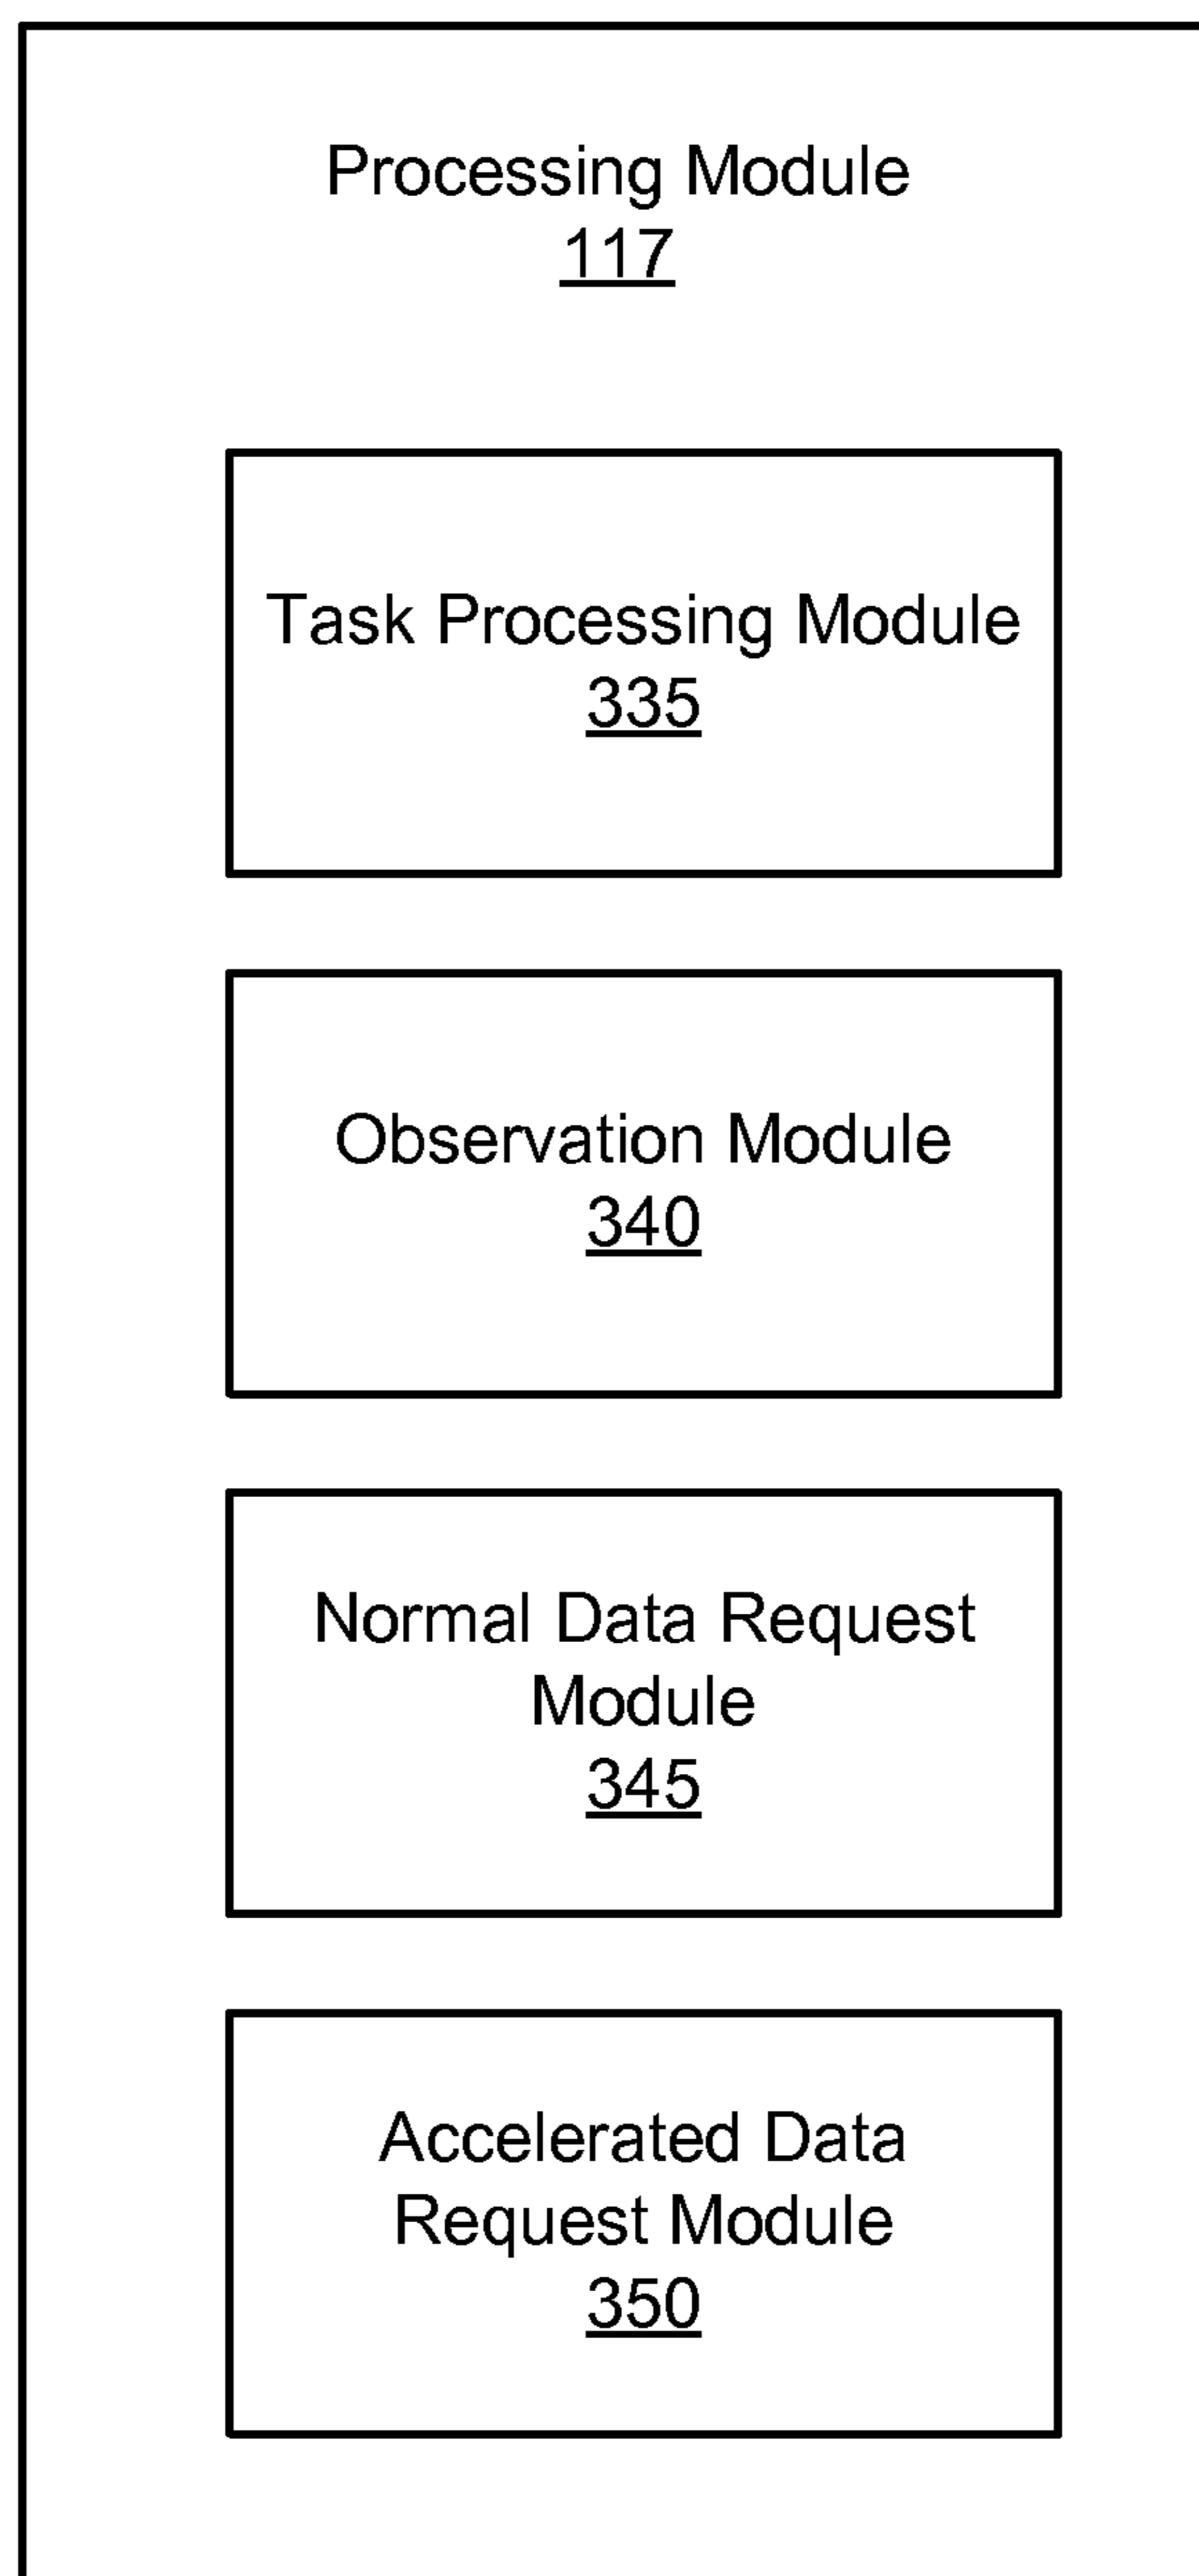 Processing Module
117
Task Processing Module
335
Observation Module
340
Normal Data Request
Module
345
Accelerated Data
Request Module
350